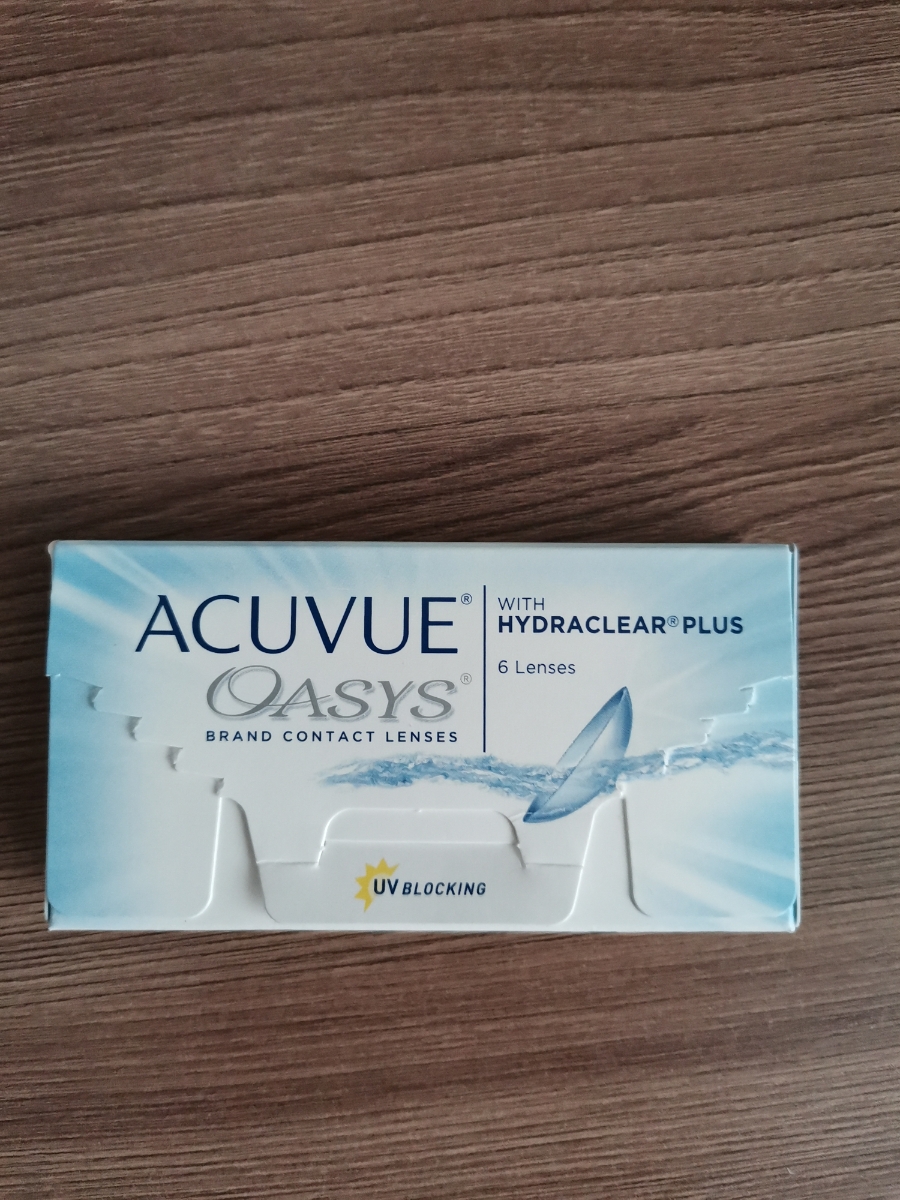 ACUVUE®
OASYS®
BRAND CONTACT LENSES
WITH
HYDRACLEAR® PLUS
6 Lenses
UV BLOCKING